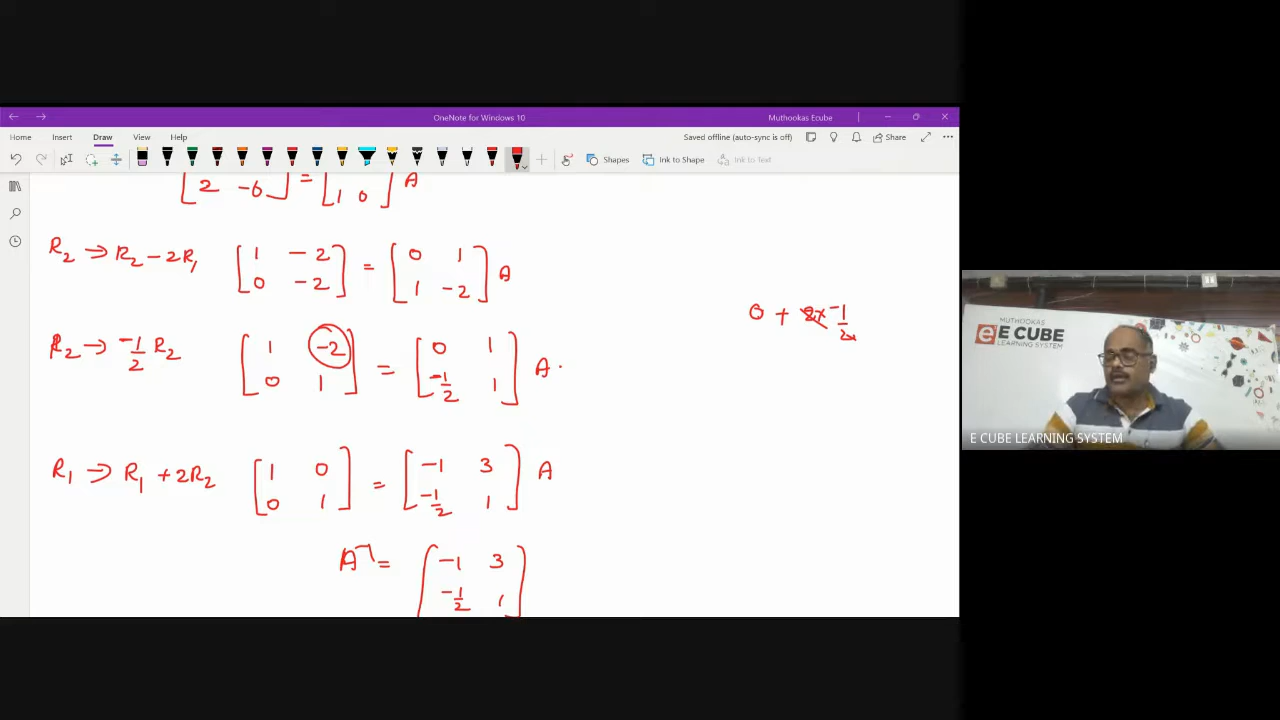 OneNote for Windows 10
Muthookas Ecube
Home Insert Draw View Help
Saved offline (auto-sync is off) Share
Shapes Ink to Shape Ink to Text
[2 -6] = [1 0] A
R₂ → R₂ - 2R₁ [1 -2] = [0 1] A
[0 -2] [1 -2]
0 + 2 x -1/2
R₂ → -1/2 R₂ [1 -2] = [0 1] A.
[0 1] [-1/2 1]
R₁ → R₁ + 2R₂ [1 0] = [-1 3] A
[0 1] [-1/2 1]
A⁻¹ = [-1 3]
[-1/2 1]
MUTHOOKAS
e E CUBE
LEARNING SYSTEM
E CUBE LEARNING SYSTEM